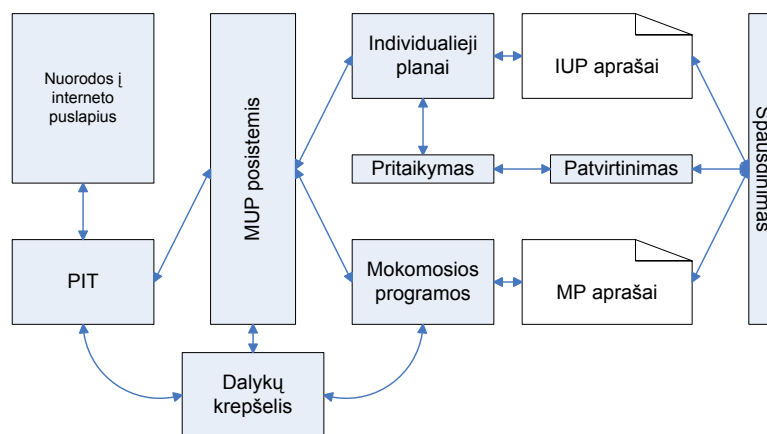 Nuorodos į
interneto
puslapius
PIT
MUP posistemis
Dalykų
krepšelis
Individualieji
planai
IUP aprašai
Pritaikymas
Patvirtinimas
Mokomosios
programos
MP aprašai
Spausdinimas